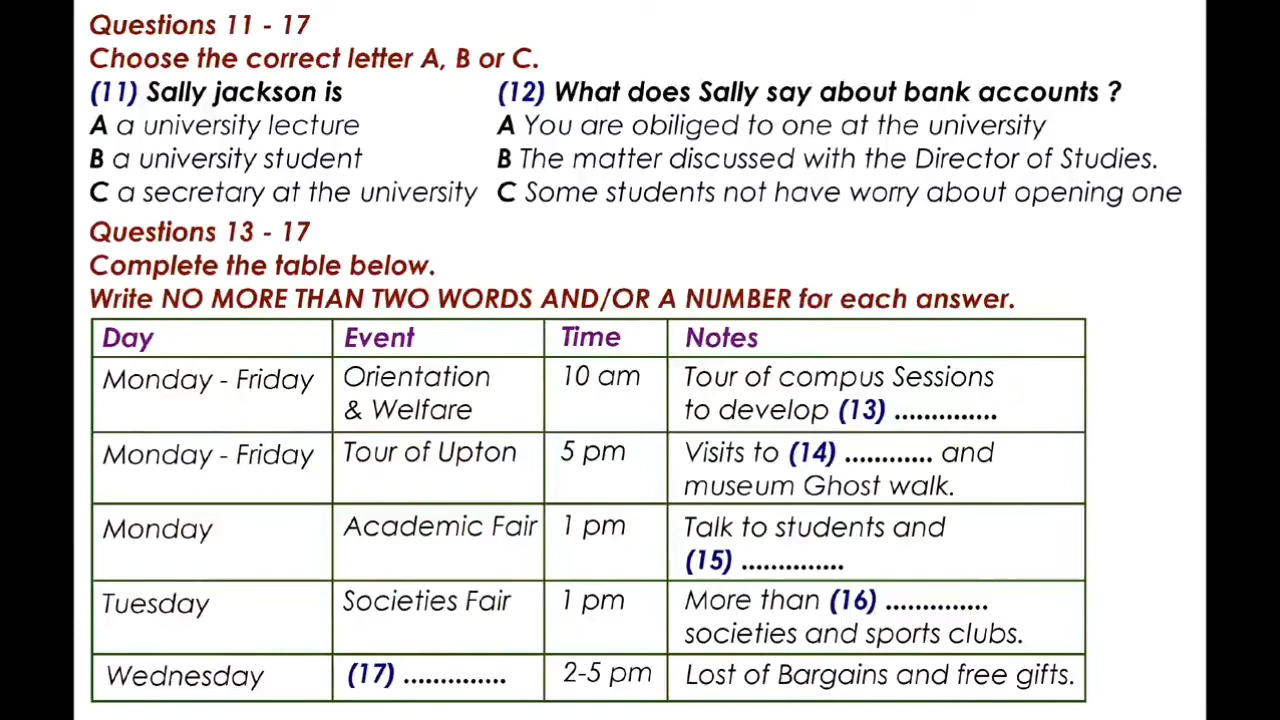 Questions 11 - 17
Choose the correct letter A, B or C.
(11) Sally jackson is
A a university lecture
B a university student
C a secretary at the university
(12) What does Sally say about bank accounts ?
A You are obiliged to one at the university
B The matter discussed with the Director of Studies.
C Some students not have worry about opening one
Questions 13 - 17
Complete the table below.
Write NO MORE THAN TWO WORDS AND/OR A NUMBER for each answer.
Day Event Time Notes
Monday - Friday Orientation & Welfare 10 am Tour of compus Sessions
to develop (13) ..............
Monday - Friday Tour of Upton 5 pm Visits to (14) ............ and
museum Ghost walk.
Monday Academic Fair 1 pm Talk to students and
(15) ..............
Tuesday Societies Fair 1 pm More than (16) ..............
societies and sports clubs.
Wednesday (17) .............. 2-5 pm Lost of Bargains and free gifts.